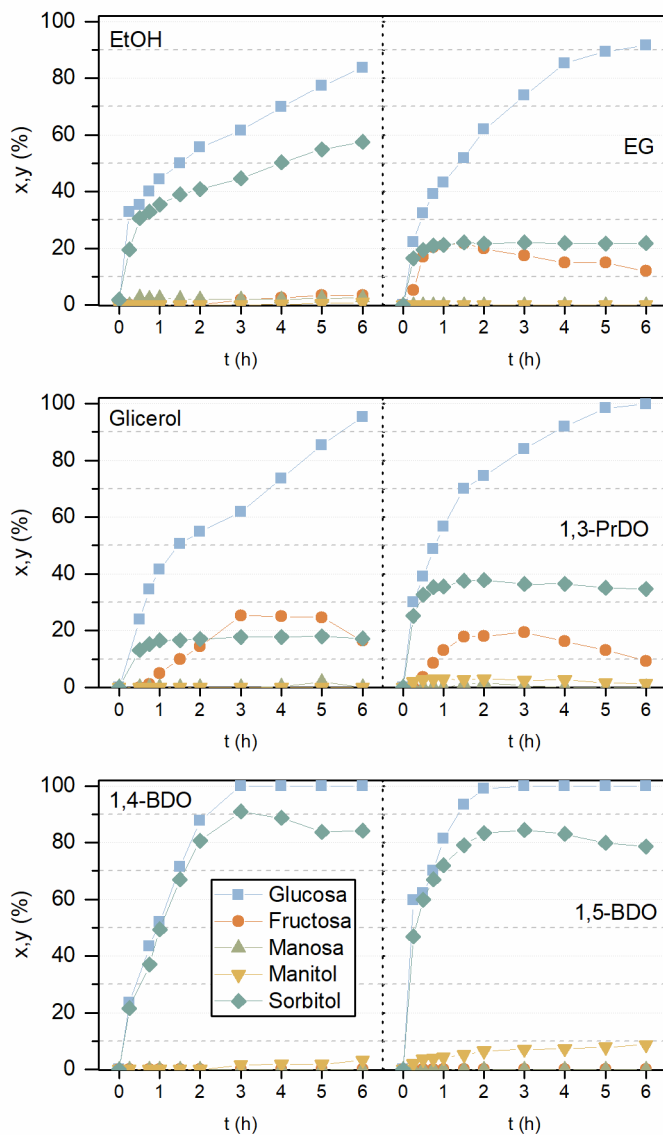 100
EtOH
80
60
EG
40
20
0
x,y (%)
0 1 2 3 4 5 6 0 1 2 3 4 5 6
t (h) t (h)
100
Glicerol
80
60
1,3-PrDO
40
20
0
x,y (%)
0 1 2 3 4 5 6 0 1 2 3 4 5 6
t (h) t (h)
100
1,4-BDO
80
60
1,5-BDO
40
20
0
x,y (%)
Glucosa
Fructosa
Manosa
Manitol
Sorbitol
0 1 2 3 4 5 6 0 1 2 3 4 5 6
t (h) t (h)